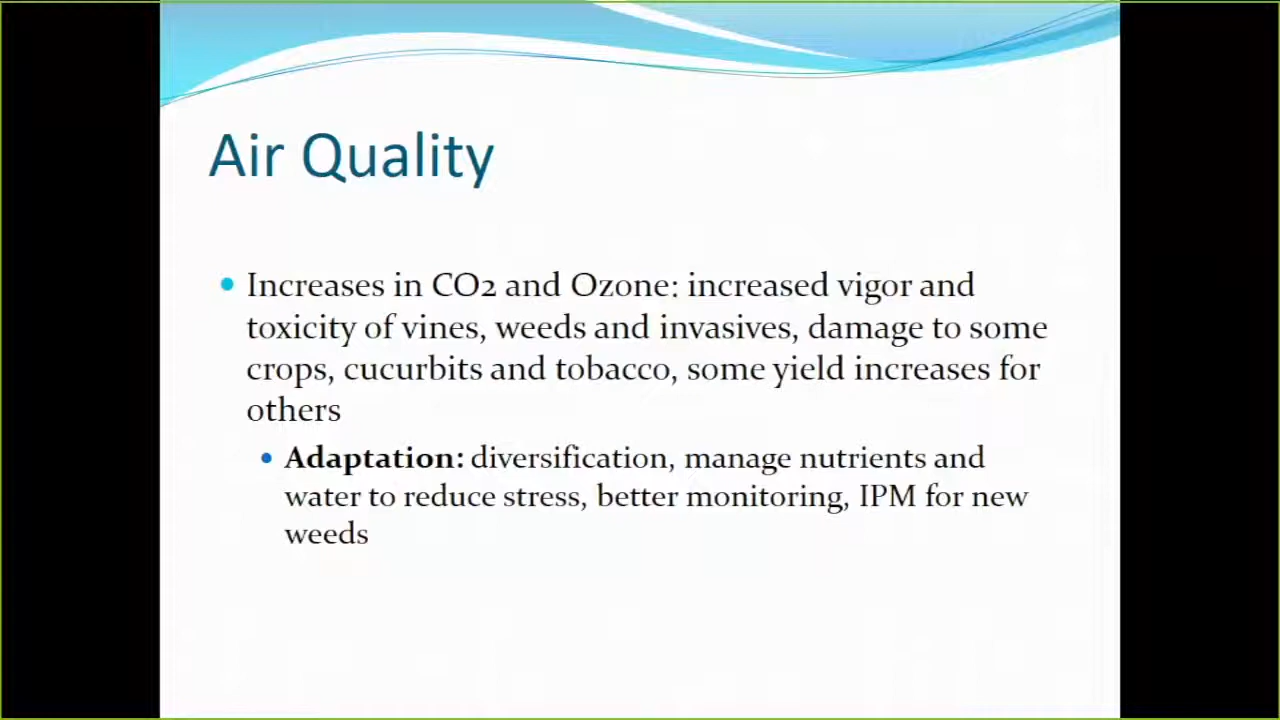 Air Quality
Increases in CO2 and Ozone: increased vigor and
toxicity of vines, weeds and invasives, damage to some
crops, cucurbits and tobacco, some yield increases for
others
Adaptation: diversification, manage nutrients and
water to reduce stress, better monitoring, IPM for new
weeds